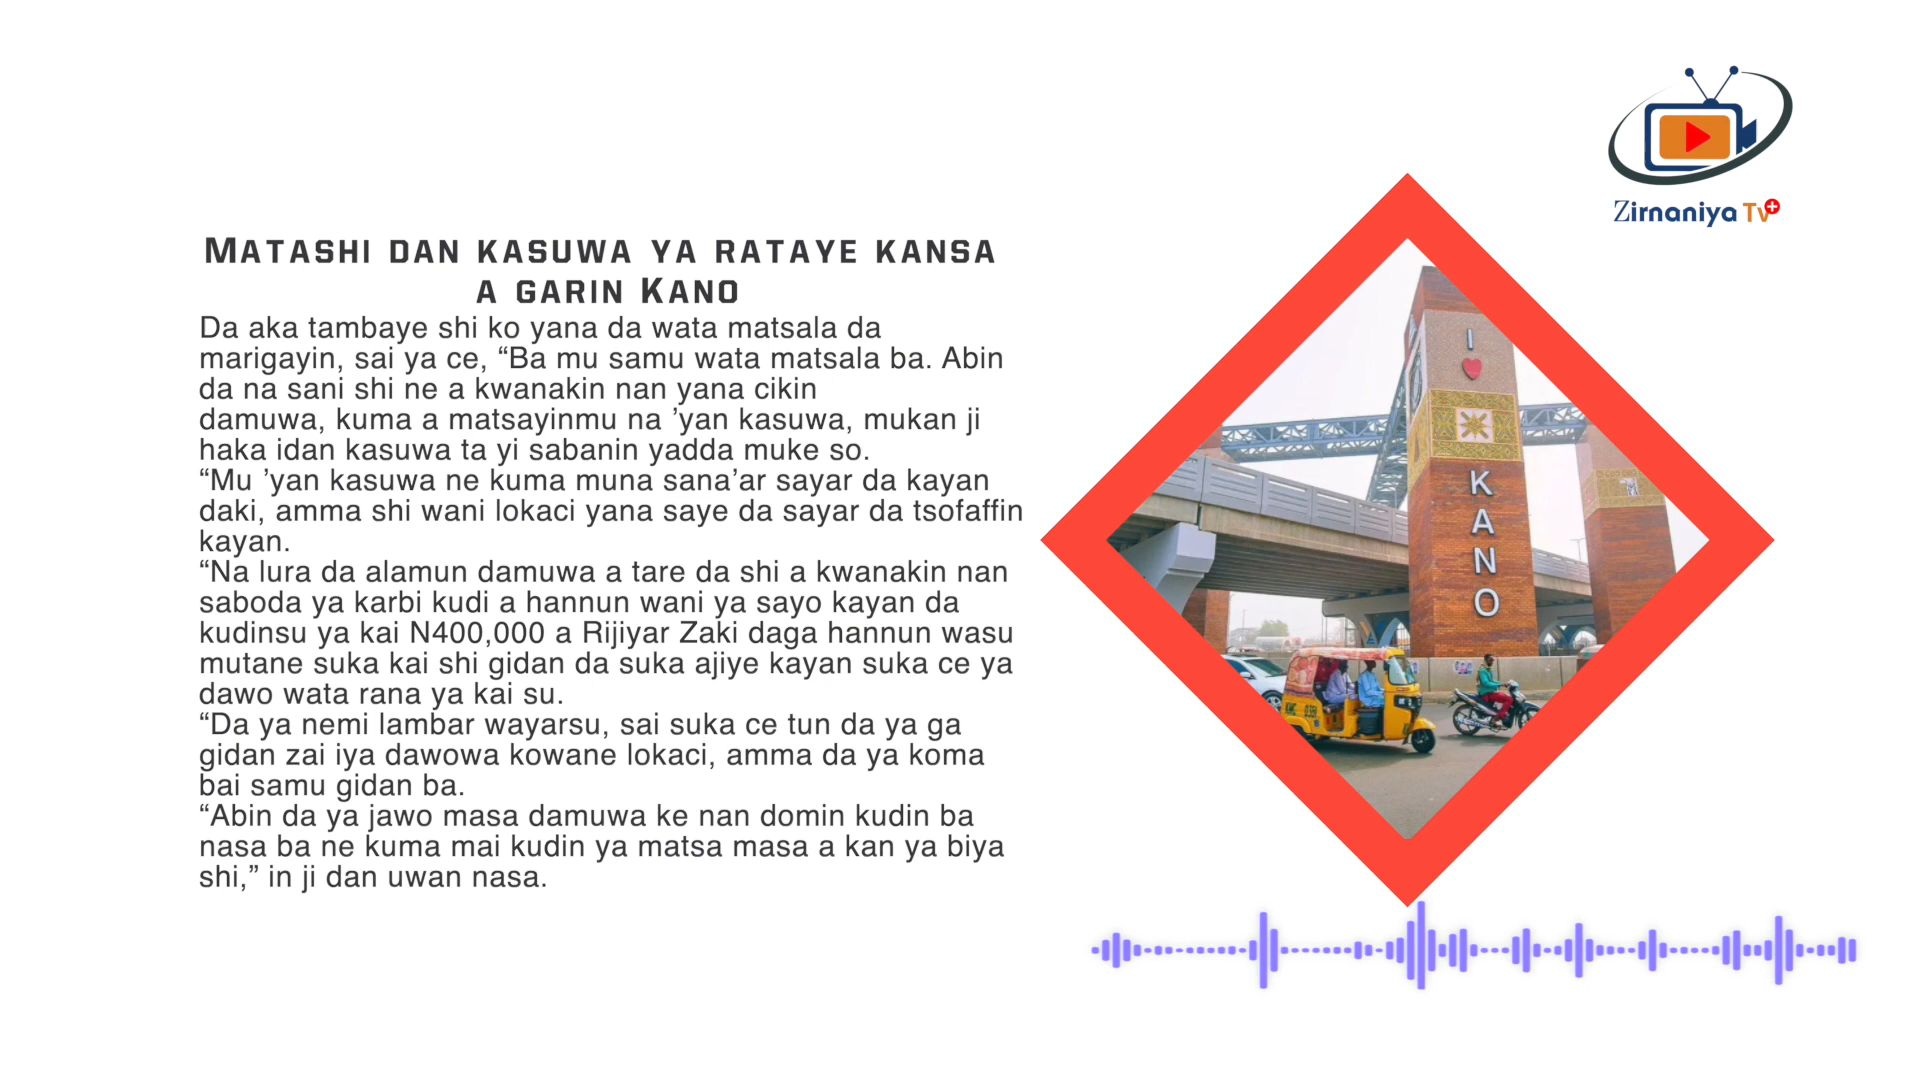 Zirnaniya Tv+
MATASHI DAN KASUWA YA RATAYE KANSA
A GARIN KANO
Da aka tambaye shi ko yana da wata matsala da
marigayin, sai ya ce, “Ba mu samu wata matsala ba. Abin
da na sani shi ne a kwanakin nan yana cikin
damuwa, kuma a matsayinmu na ’yan kasuwa, mukan ji
haka idan kasuwa ta yi sabanin yadda muke so.
“Mu ’yan kasuwa ne kuma muna sana’ar sayar da kayan
daki, amma shi wani lokaci yana saye da sayar da tsofaffin
kayan.
“Na lura da alamun damuwa a tare da shi a kwanakin nan
saboda ya karbi kudi a hannun wani ya sayo kayan da
kudinsu ya kai N400,000 a Rijiyar Zaki daga hannun wasu
mutane suka kai shi gidan da suka ajiye kayan suka ce ya
dawo wata rana ya kai su.
“Da ya nemi lambar wayarsu, sai suka ce tun da ya ga
gidan zai iya dawowa kowane lokaci, amma da ya koma
bai samu gidan ba.
“Abin da ya jawo masa damuwa ke nan domin kudin ba
nasa ba ne kuma mai kudin ya matsa masa a kan ya biya
shi,” in ji dan uwan nasa.
I
KANO